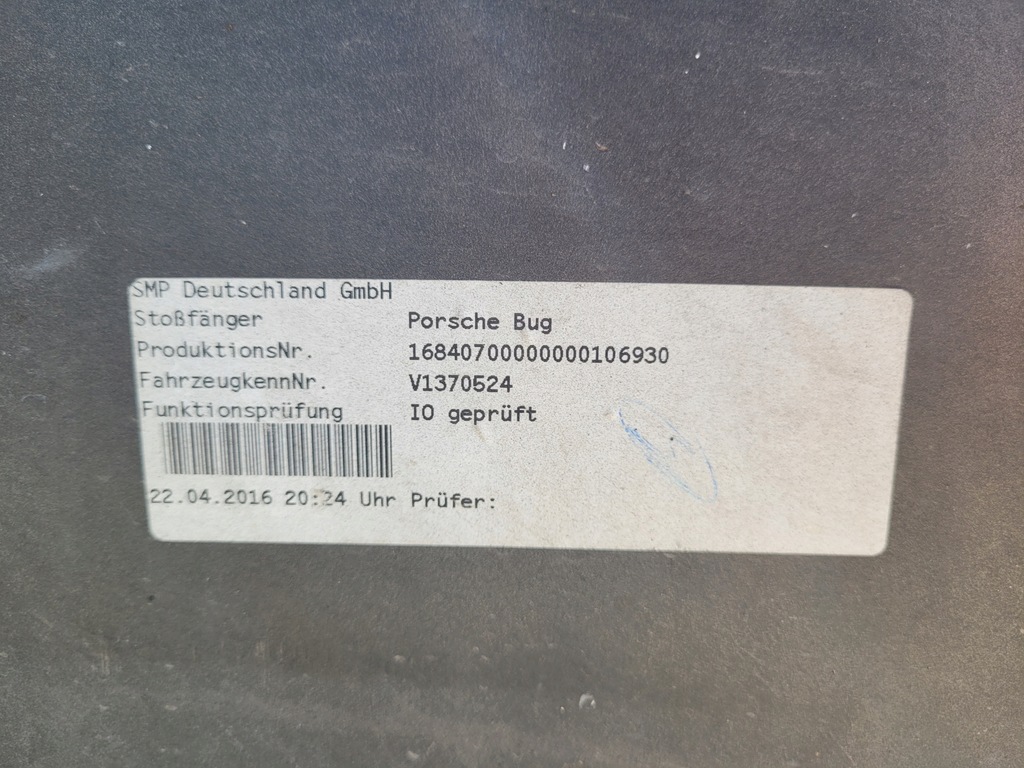 SMP Deutschland GmbH
Stoßfänger Porsche Bug
ProduktionsNr. 16840700000000106930
FahrzeugkennNr. V1370524
Funktionsprüfung IO geprüft
22.04.2016 20:24 Uhr Prüfer: